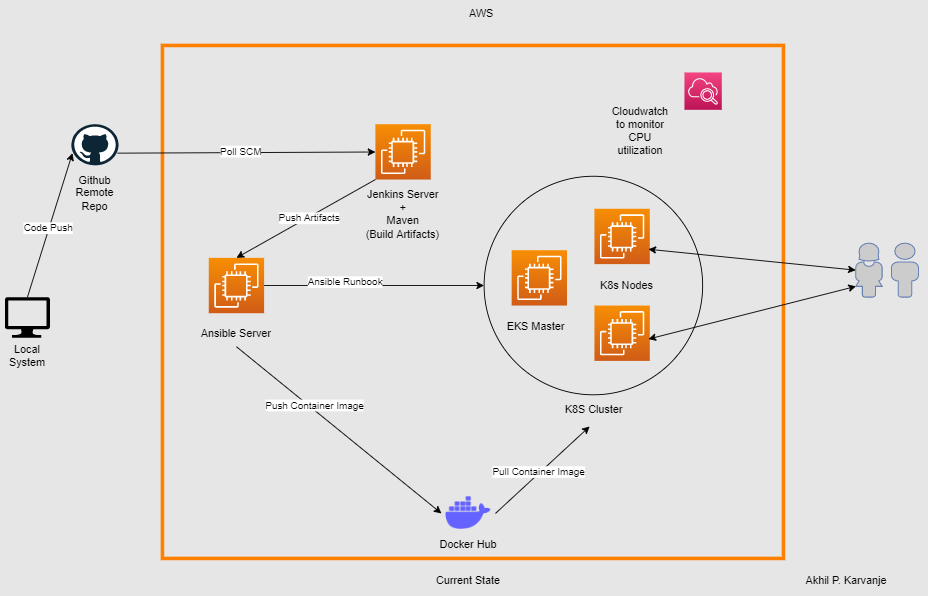 AWS
Cloudwatch
to monitor
CPU
utilization
Poll SCM
Github
Remote
Repo
Jenkins Server
+
Maven
(Build Artifacts)
Push Artifacts
Code Push
Ansible Runbook
K8s Nodes
EKS Master
Ansible Server
Local
System
Push Container Image
K8S Cluster
Pull Container Image
Docker Hub
Current State
Akhil P. Karvanje